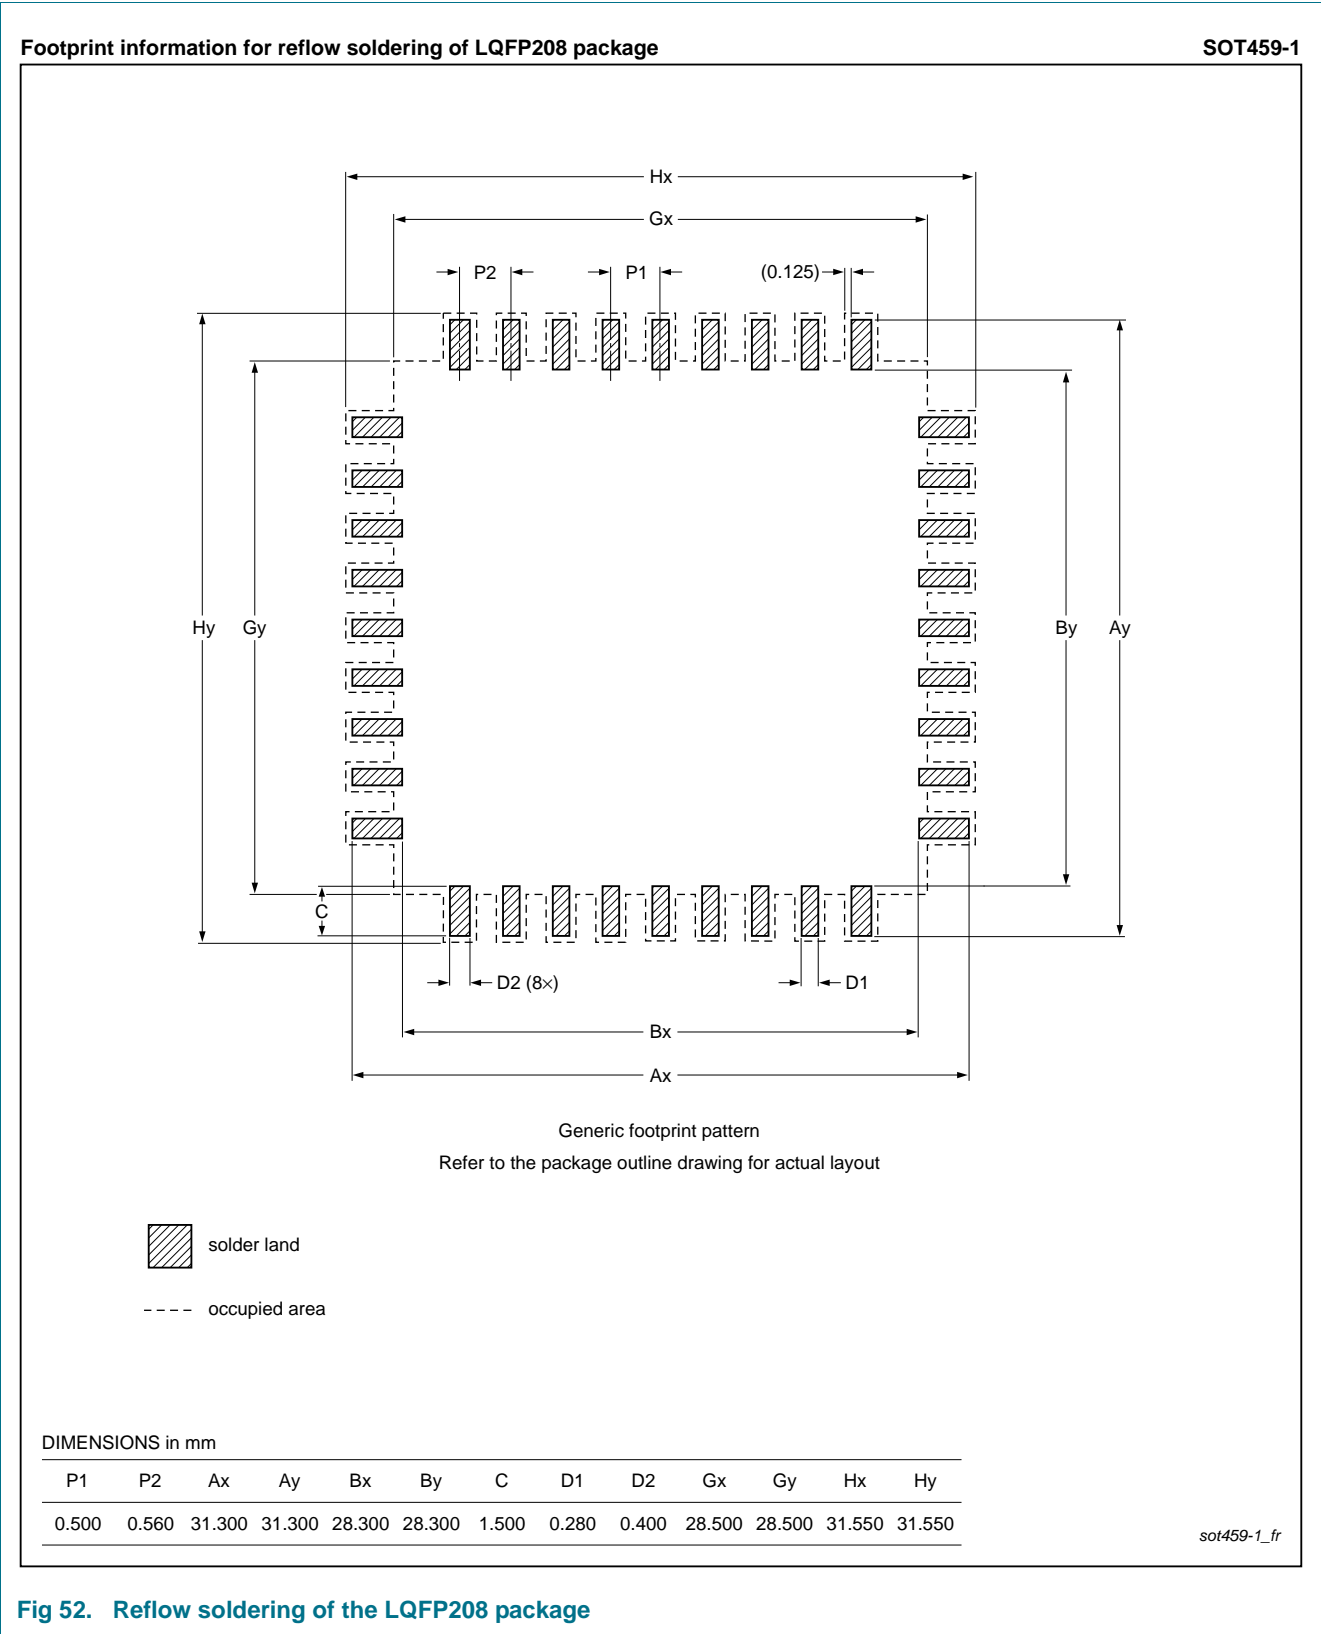 Footprint information for reflow soldering of LQFP208 package SOT459-1
Hx
Gx
P2 P1 (0.125)
Hy Gy By Ay
C
D2 (8×) D1
Bx
Ax
Generic footprint pattern
Refer to the package outline drawing for actual layout
solder land
occupied area
DIMENSIONS in mm
P1 P2 Ax Ay Bx By C D1 D2 Gx Gy Hx Hy
0.500 0.560 31.300 31.300 28.300 28.300 1.500 0.280 0.400 28.500 28.500 31.550 31.550
sot459-1_fr
Fig 52. Reflow soldering of the LQFP208 package